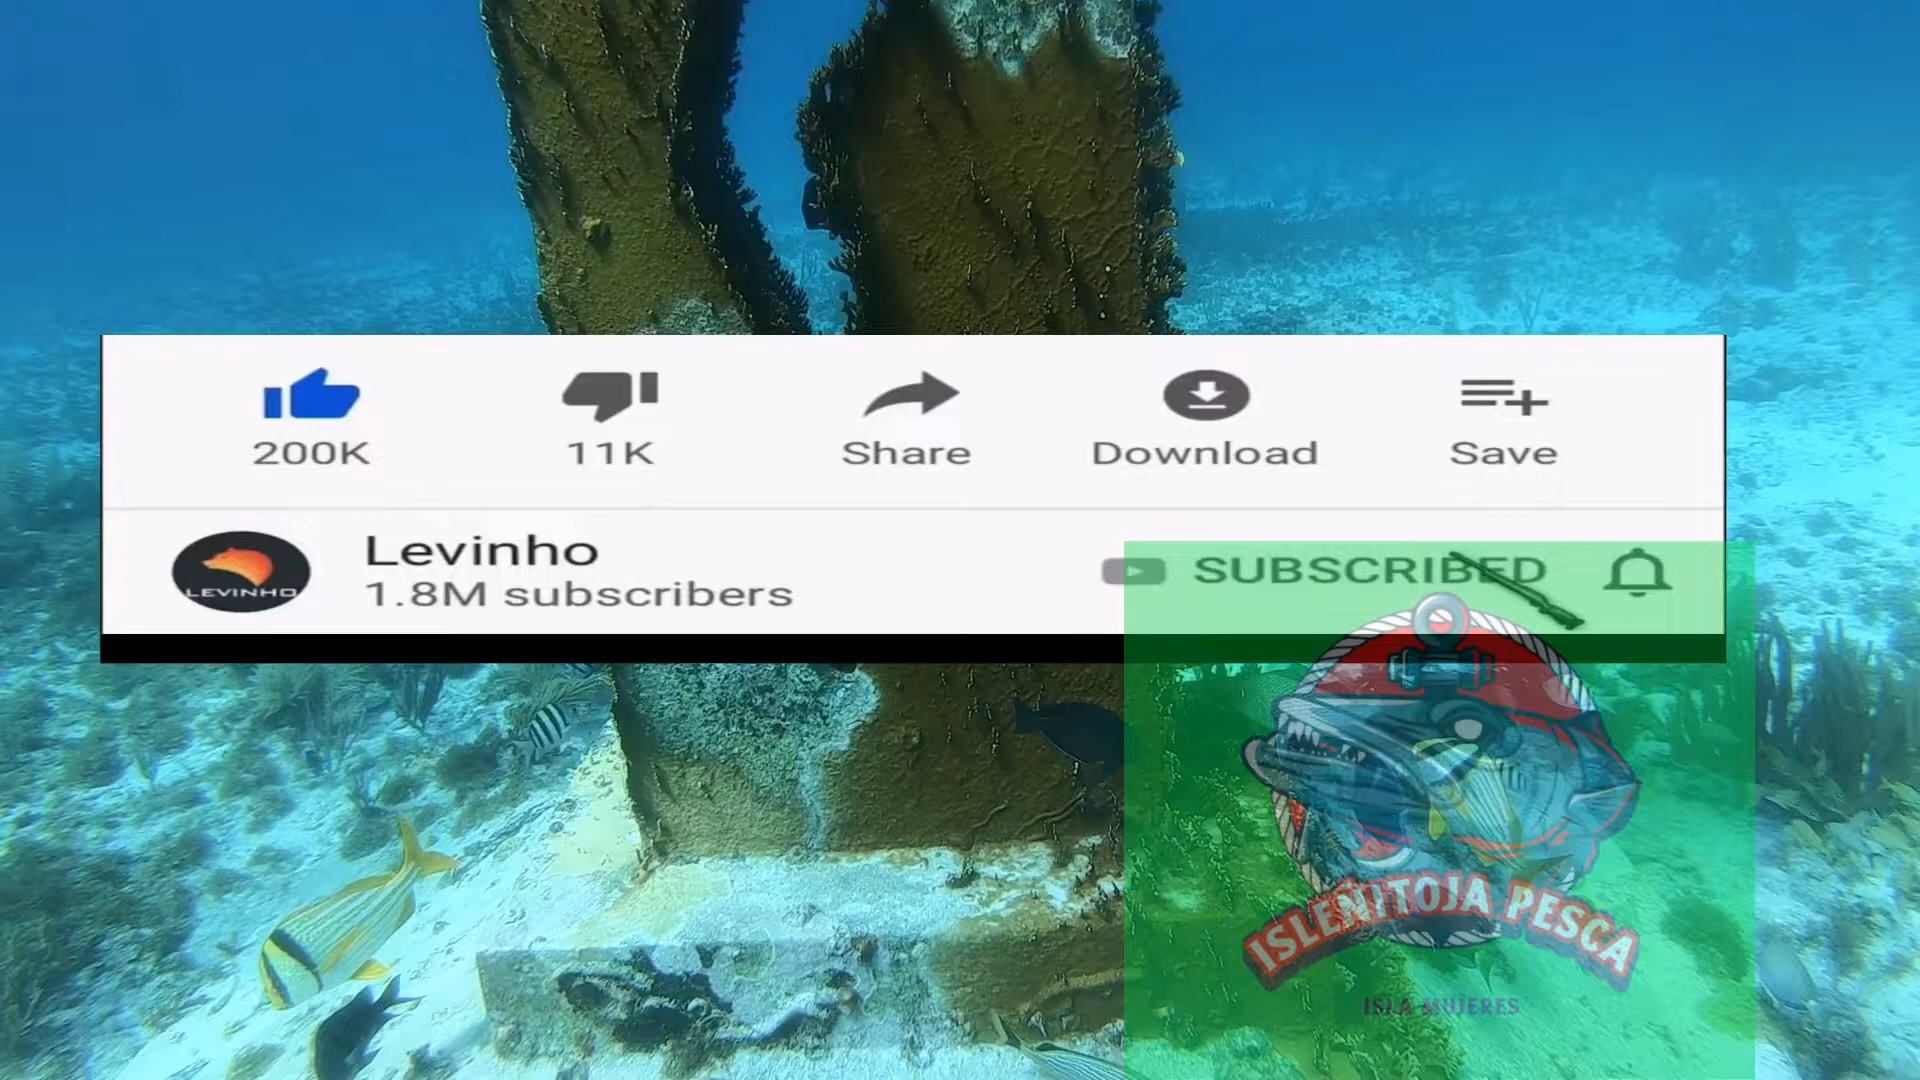 200K
11K
Share
Download
Save
Levinho
1.8M subscribers
SUBSCRIBED
LEVINHO
ISLEÑITOJA PESCA
ISLA MUJERES